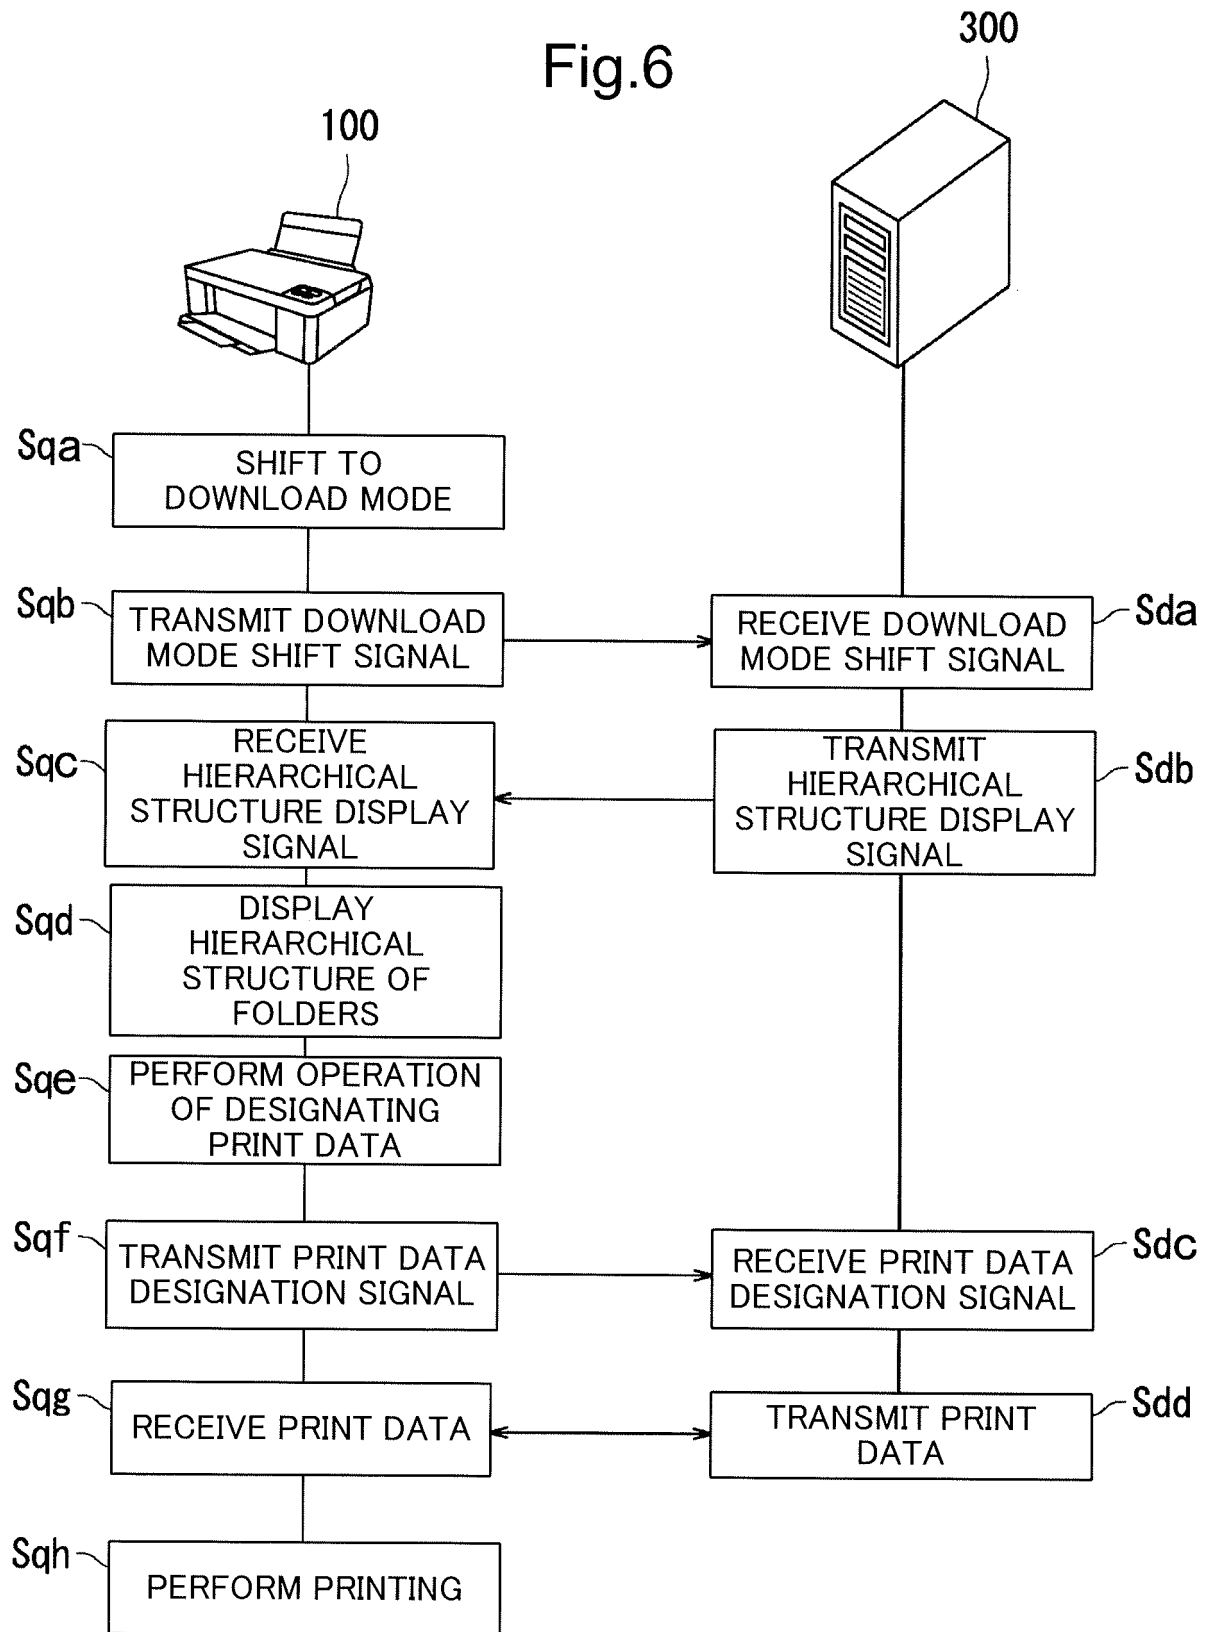 Fig.6
300
100
Sqa
SHIFT TO
DOWNLOAD MODE
Sqb
TRANSMIT DOWNLOAD
MODE SHIFT SIGNAL
RECEIVE DOWNLOAD
MODE SHIFT SIGNAL
Sda
Sqc
RECEIVE
HIERARCHICAL
STRUCTURE DISPLAY
SIGNAL
TRANSMIT
HIERARCHICAL
STRUCTURE DISPLAY
SIGNAL
Sdb
Sqd
DISPLAY
HIERARCHICAL
STRUCTURE OF
FOLDERS
Sqe
PERFORM OPERATION
OF DESIGNATING
PRINT DATA
Sqf
TRANSMIT PRINT DATA
DESIGNATION SIGNAL
RECEIVE PRINT DATA
DESIGNATION SIGNAL
Sdc
Sqg
RECEIVE PRINT DATA
TRANSMIT PRINT
DATA
Sdd
Sqh
PERFORM PRINTING